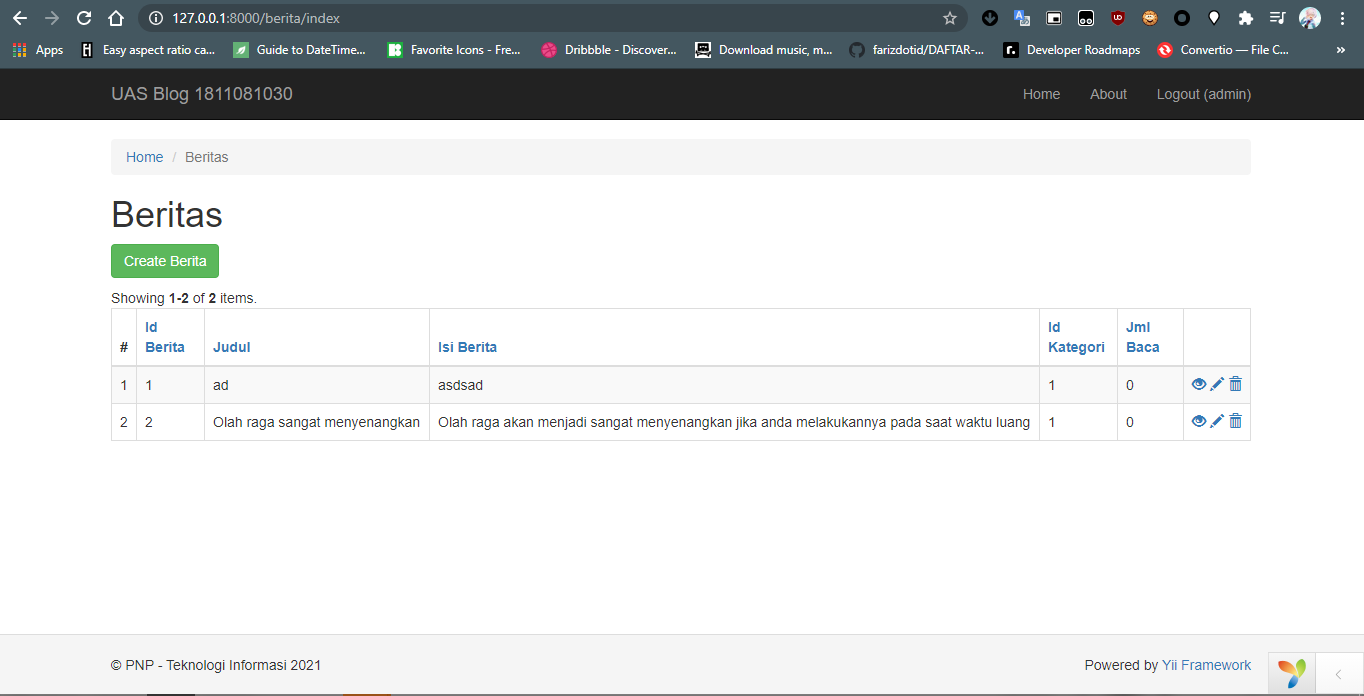 127.0.0.1:8000/berita/index
Apps Easy aspect ratio ca... Guide to DateTime... Favorite Icons - Fre... Dribbble - Discover... Download music, m... farizdotid/DAFTAR-... Developer Roadmaps Convertio — File C... »
UAS Blog 1811081030 Home About Logout (admin)
Home / Beritas
Beritas
Create Berita
Showing 1-2 of 2 items.
# Id Berita Judul Isi Berita Id Kategori Jml Baca
1 1 ad asdsad 1 0
2 2 Olah raga sangat menyenangkan Olah raga akan menjadi sangat menyenangkan jika anda melakukannya pada saat waktu luang 1 0
© PNP - Teknologi Informasi 2021 Powered by Yii Framework